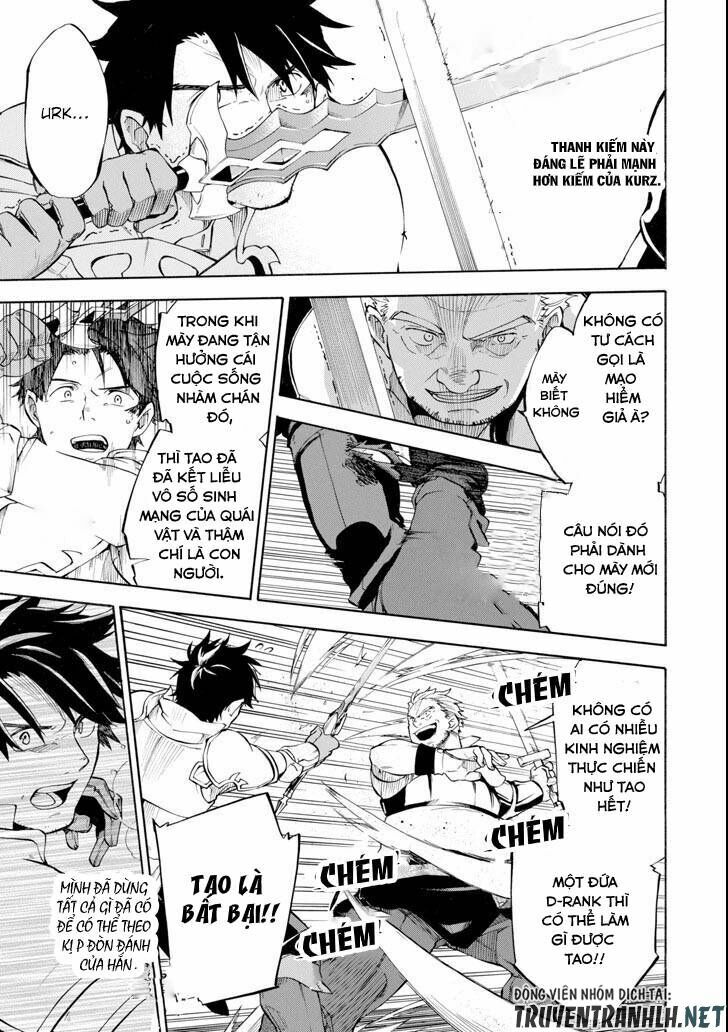 URK...
THANH KIẾM NÀY
ĐÁNG LẼ PHẢI MẠNH
HƠN KIẾM CỦA KURZ.
KHÔNG CÓ
TƯ CÁCH
GỌI LÀ
MẠO
HIỂM
GIẢ À?
MÀY
BIẾT
KHÔNG
TRONG KHI
MÀY ĐANG TẬN
HƯỞNG CÁI
CUỘC SỐNG
NHÀM CHÁN
ĐÓ,
THÌ TAO ĐÃ
ĐÃ KẾT LIỄU
VÔ SỐ SINH
MẠNG CỦA QUÁI
VẬT VÀ THẬM
CHÍ LÀ CON
NGƯỜI.
CÂU NÓI ĐÓ
PHẢI DÀNH
CHO MÀY MỚI
ĐÚNG!
CHÉM
KHÔNG CÓ
AI CÓ NHIỀU
KINH NGHIỆM
THỰC CHIẾN
NHƯ TAO
HẾT!
CHÉM
CHÉM
CHÉM
MỘT ĐỨA
D-RANK THÌ
CÓ THỂ LÀM
GÌ ĐƯỢC
TAO!!
TAO LÀ
BẤT BẠI!!
MÌNH ĐÃ DÙNG
TẤT CẢ GÌ ĐÃ CÓ
ĐỂ CÓ THỂ THEO
KỊ P ĐÒN ĐÁNH
CỦA HẮN.
ĐỘNG VIÊN NHÓM DỊCH TẠI:
TRUYENTRANHLH.NET